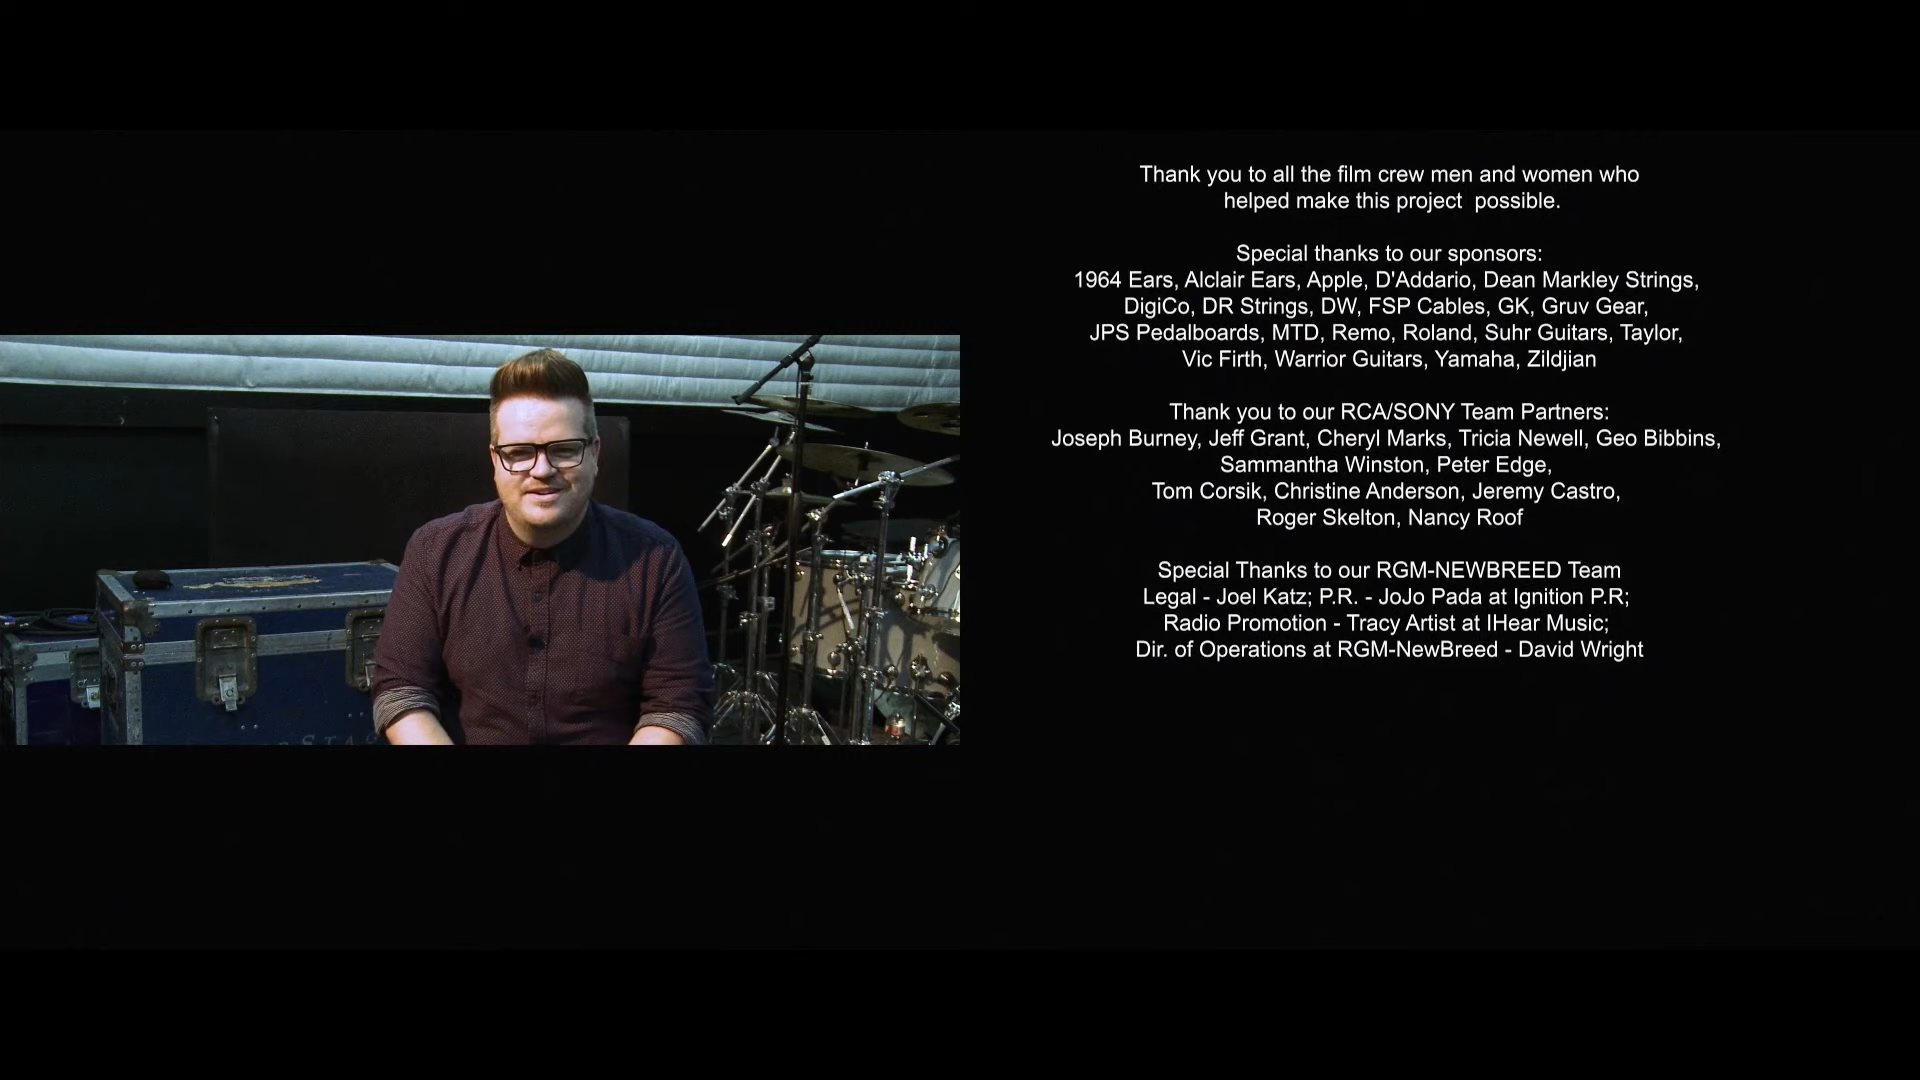 Thank you to all the film crew men and women who
helped make this project  possible.
Special thanks to our sponsors:
1964 Ears, Alclair Ears, Apple, D'Addario, Dean Markley Strings,
DigiCo, DR Strings, DW, FSP Cables, GK, Gruv Gear,
JPS Pedalboards, MTD, Remo, Roland, Suhr Guitars, Taylor,
Vic Firth, Warrior Guitars, Yamaha, Zildjian
Thank you to our RCA/SONY Team Partners:
Joseph Burney, Jeff Grant, Cheryl Marks, Tricia Newell, Geo Bibbins,
Sammantha Winston, Peter Edge,
Tom Corsik, Christine Anderson, Jeremy Castro,
Roger Skelton, Nancy Roof
Special Thanks to our RGM-NEWBREED Team
Legal - Joel Katz; P.R. - JoJo Pada at Ignition P.R;
Radio Promotion - Tracy Artist at IHear Music;
Dir. of Operations at RGM-NewBreed - David Wright